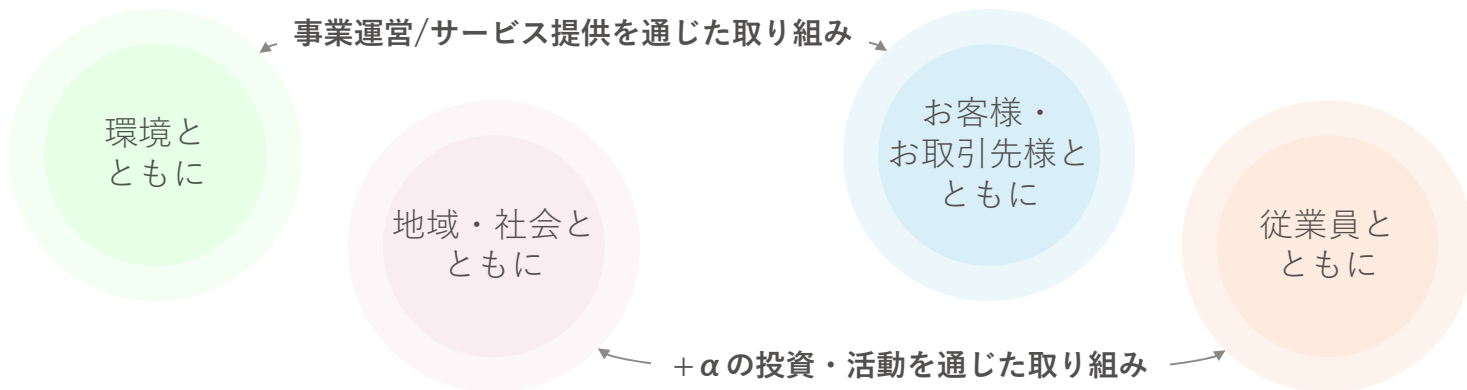 事業運営/サービス提供を通じた取り組み
環境と
ともに
地域・社会と
ともに
お客様・
お取引先様と
ともに
従業員と
ともに
+αの投資・活動を通じた取り組み